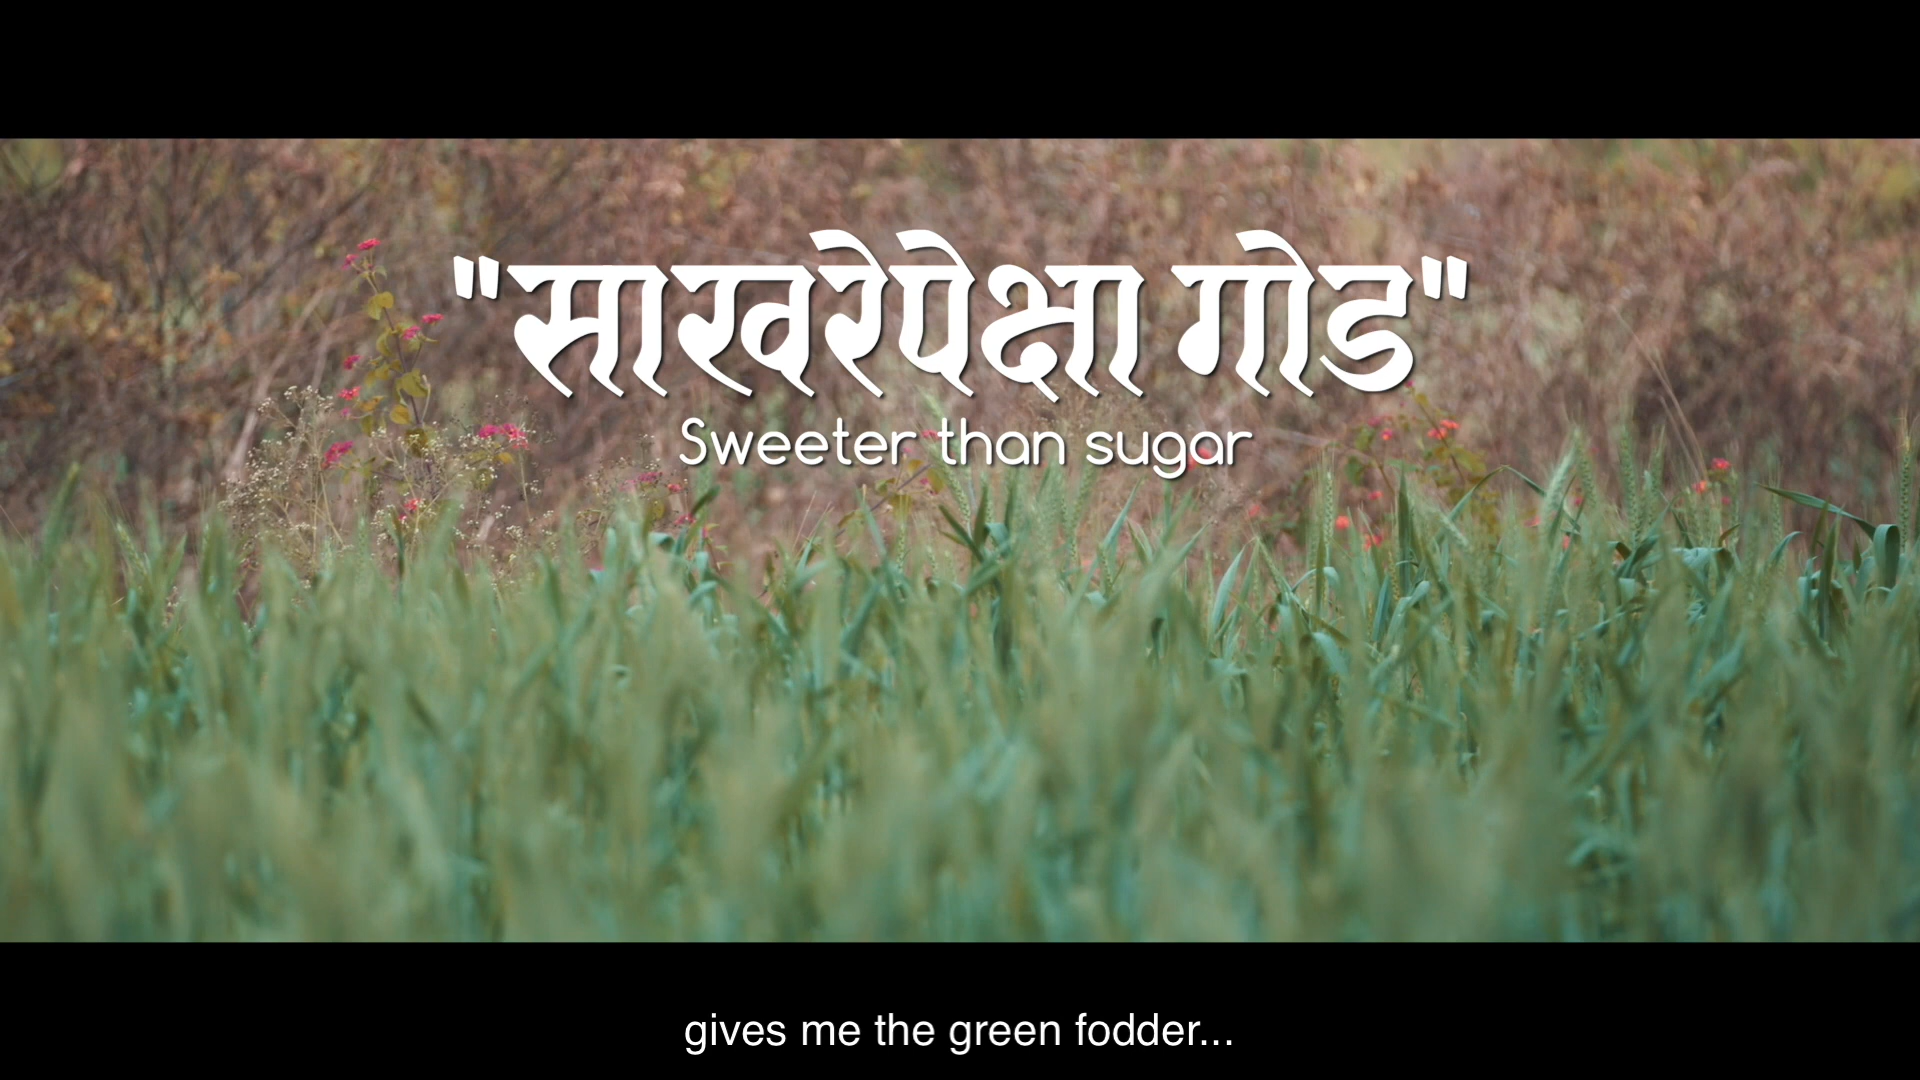 "साखरेपेक्षा गोड"
Sweeter than sugar
gives me the green fodder...